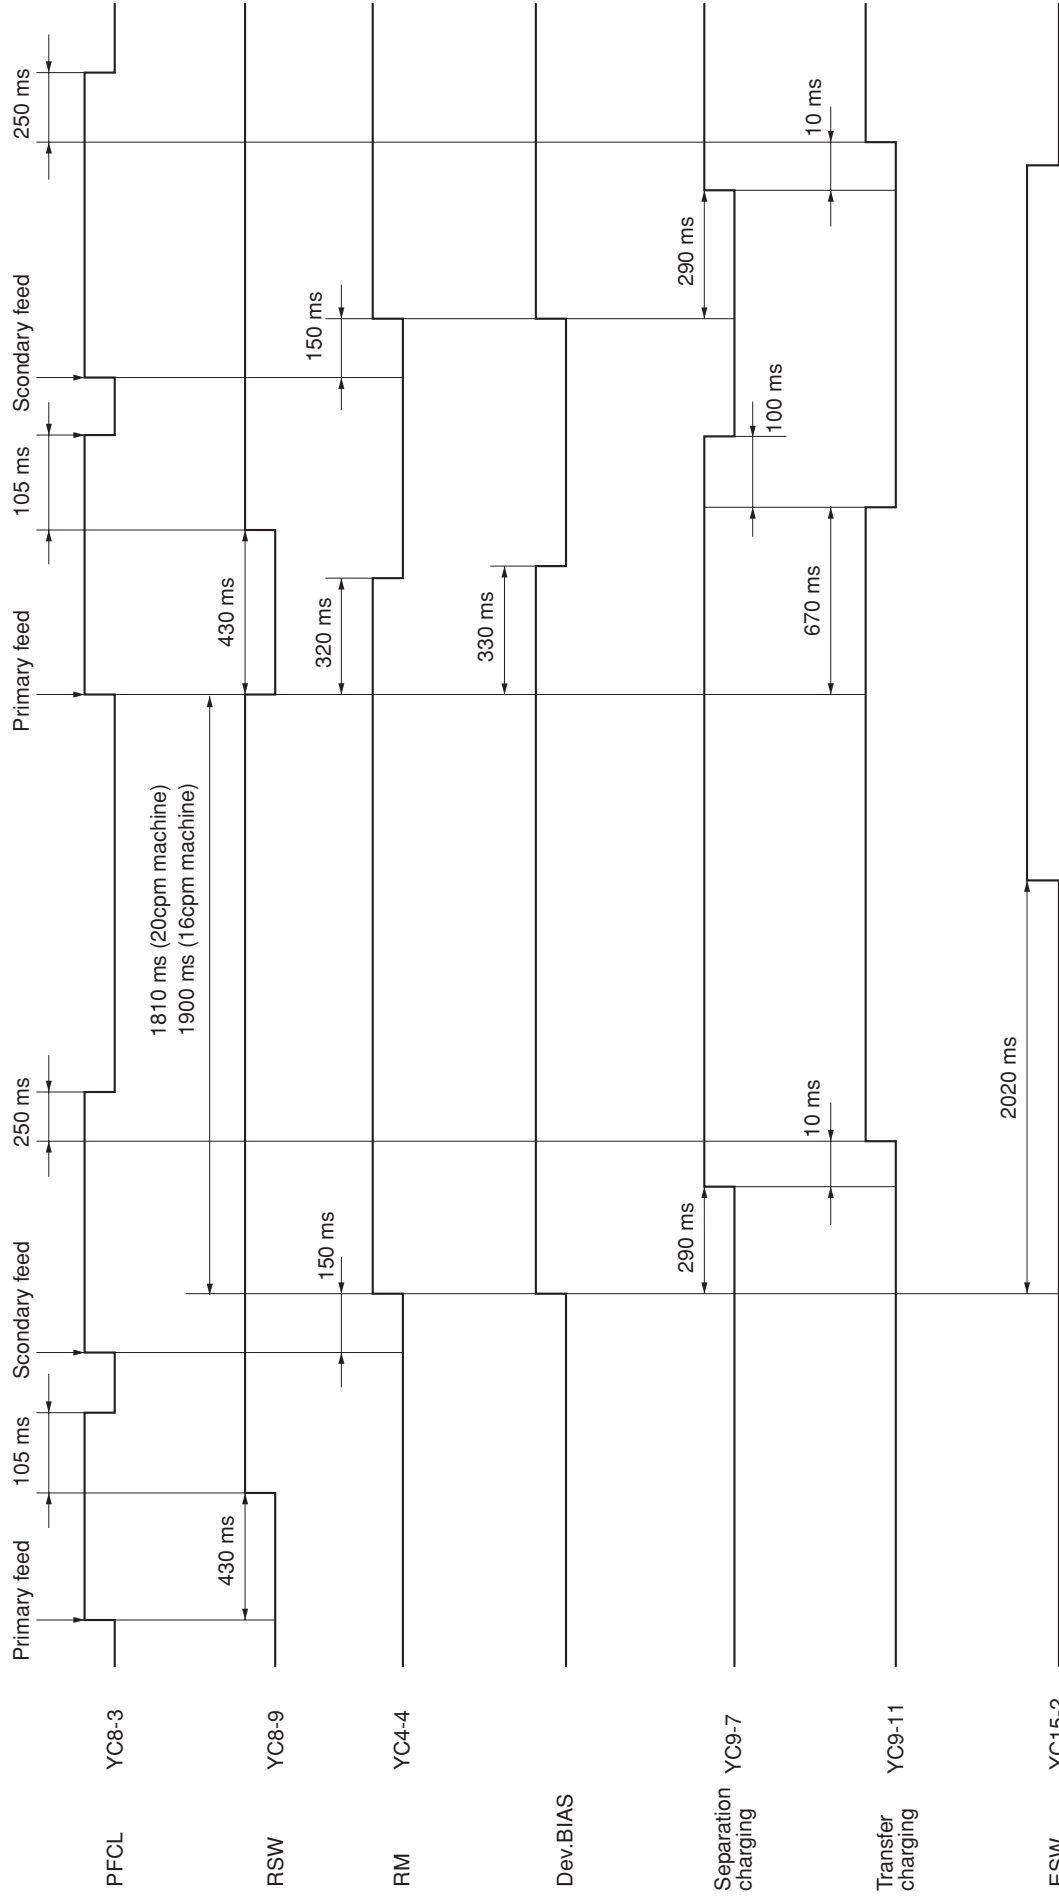 PFCL YC8-3
Primary feed
105 ms
Scondary feed
250 ms
Primary feed
105 ms
Scondary feed
250 ms
1810 ms (20cpm machine)
1900 ms (16cpm machine)
RSW YC8-9
430 ms
430 ms
RM YC4-4
150 ms
320 ms
150 ms
Dev.BIAS
330 ms
Separation
charging
YC9-7
290 ms
100 ms
290 ms
Transfer
charging
YC9-11
10 ms
670 ms
10 ms
2020 ms